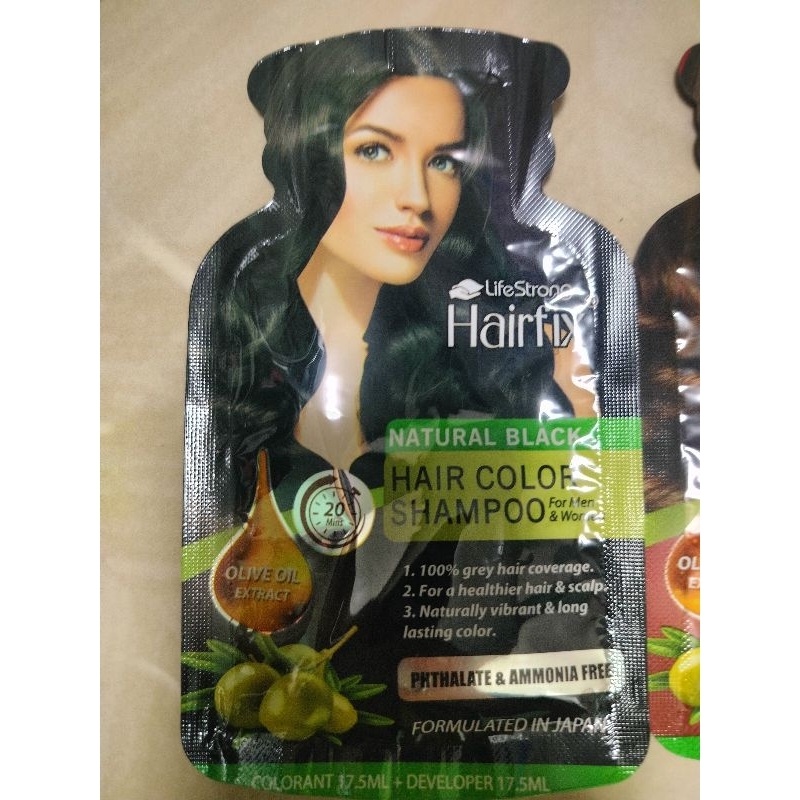 LifeStrong
Hairfix
NATURAL BLACK
HAIR COLOR
SHAMPOO For Men
& Women
20
Mins
OLIVE OIL
EXTRACT
1. 100% grey hair coverage.
2. For a healthier hair & scalp.
3. Naturally vibrant & long
lasting color.
PHTHALATE & AMMONIA FREE
FORMULATED IN JAPAN
COLORANT 17.5ML + DEVELOPER 17.5ML
OL